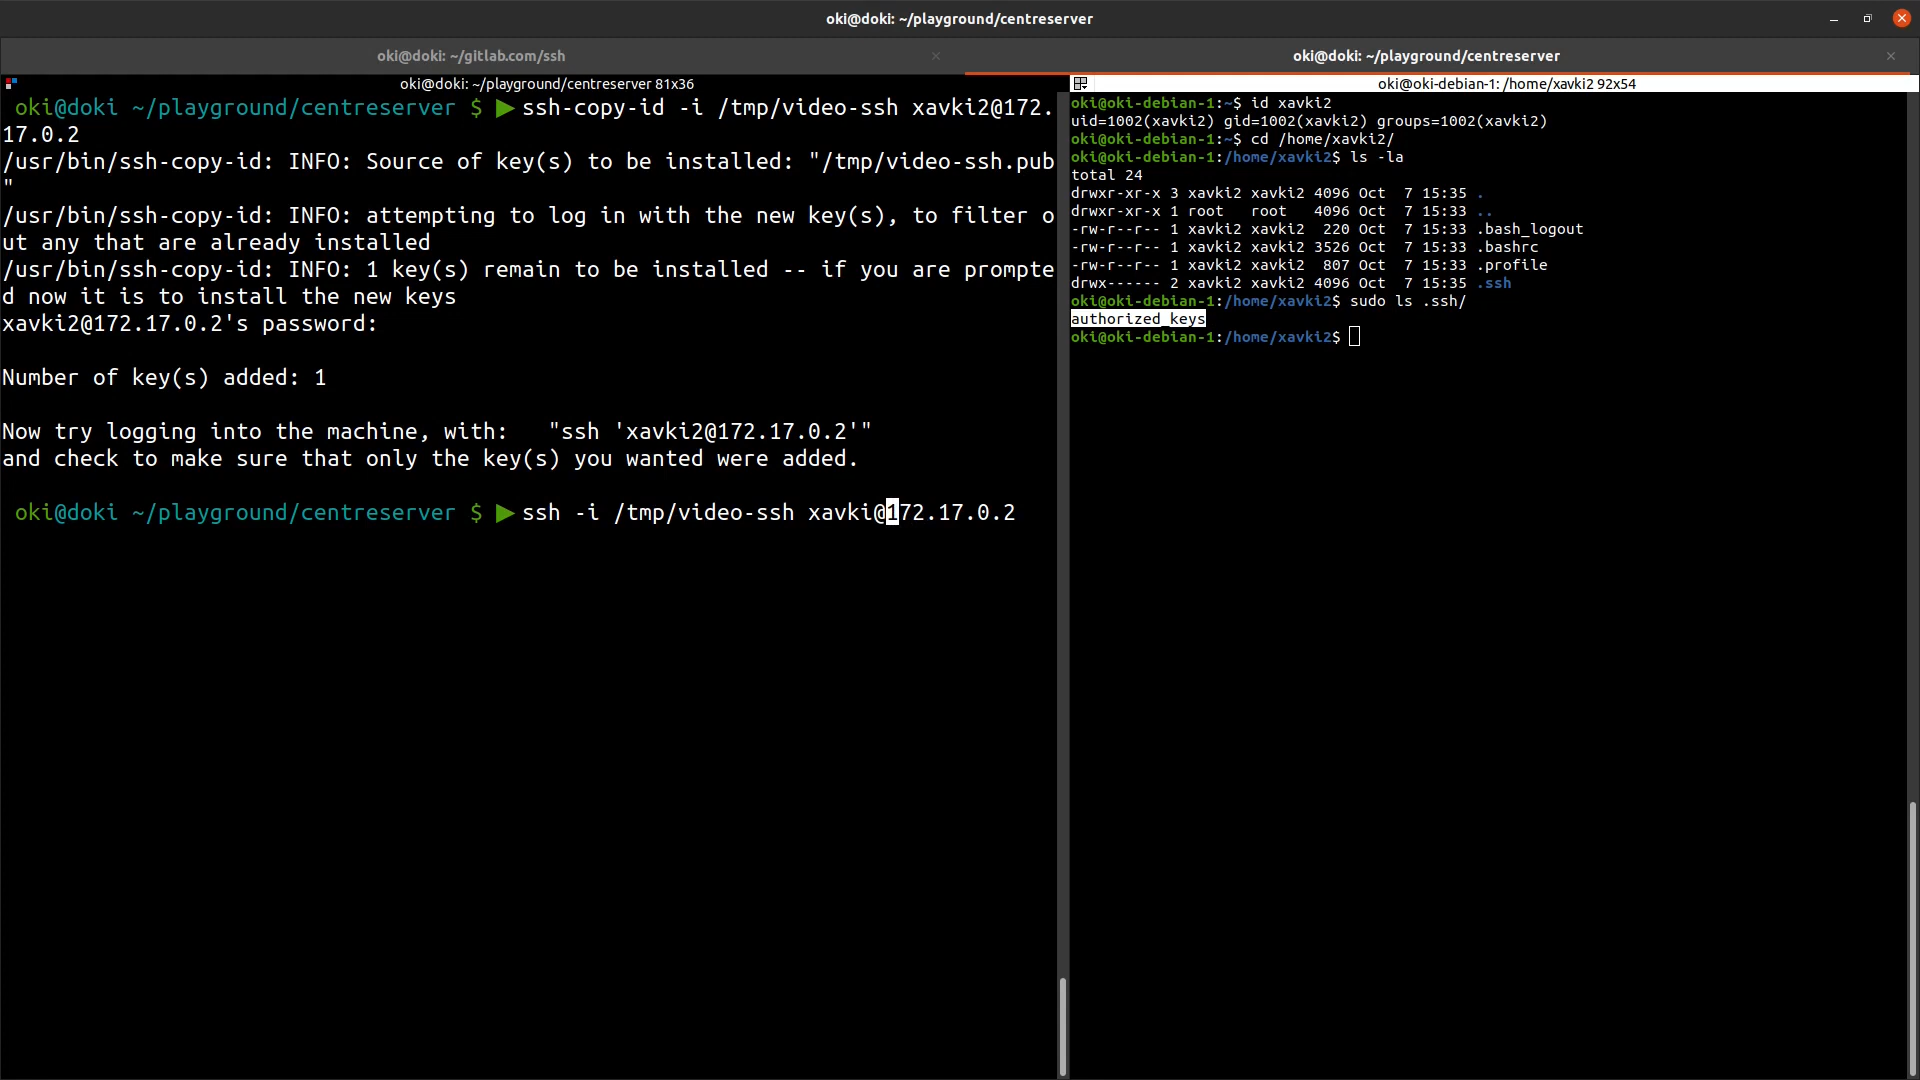 oki@doki: ~/playground/centreserver
oki@doki: ~/gitlab.com/ssh
oki@doki: ~/playground/centreserver
oki@doki: ~/playground/centreserver 81x36
oki@doki ~/playground/centreserver $ ▶ ssh-copy-id -i /tmp/video-ssh xavki2@172.
17.0.2
/usr/bin/ssh-copy-id: INFO: Source of key(s) to be installed: "/tmp/video-ssh.pub
"
/usr/bin/ssh-copy-id: INFO: attempting to log in with the new key(s), to filter o
ut any that are already installed
/usr/bin/ssh-copy-id: INFO: 1 key(s) remain to be installed -- if you are prompte
d now it is to install the new keys
xavki2@172.17.0.2's password:
Number of key(s) added: 1
Now try logging into the machine, with:   "ssh 'xavki2@172.17.0.2'"
and check to make sure that only the key(s) you wanted were added.
oki@doki ~/playground/centreserver $ ▶ ssh -i /tmp/video-ssh xavki@172.17.0.2
oki@oki-debian-1: /home/xavki2 92x54
oki@oki-debian-1:~$ id xavki2
uid=1002(xavki2) gid=1002(xavki2) groups=1002(xavki2)
oki@oki-debian-1:~$ cd /home/xavki2/
oki@oki-debian-1:/home/xavki2$ ls -la
total 24
drwxr-xr-x 3 xavki2 xavki2 4096 Oct  7 15:35 .
drwxr-xr-x 1 root   root   4096 Oct  7 15:33 ..
-rw-r--r-- 1 xavki2 xavki2  220 Oct  7 15:33 .bash_logout
-rw-r--r-- 1 xavki2 xavki2 3526 Oct  7 15:33 .bashrc
-rw-r--r-- 1 xavki2 xavki2  807 Oct  7 15:33 .profile
drwx------ 2 xavki2 xavki2 4096 Oct  7 15:35 .ssh
oki@oki-debian-1:/home/xavki2$ sudo ls .ssh/
authorized_keys
oki@oki-debian-1:/home/xavki2$